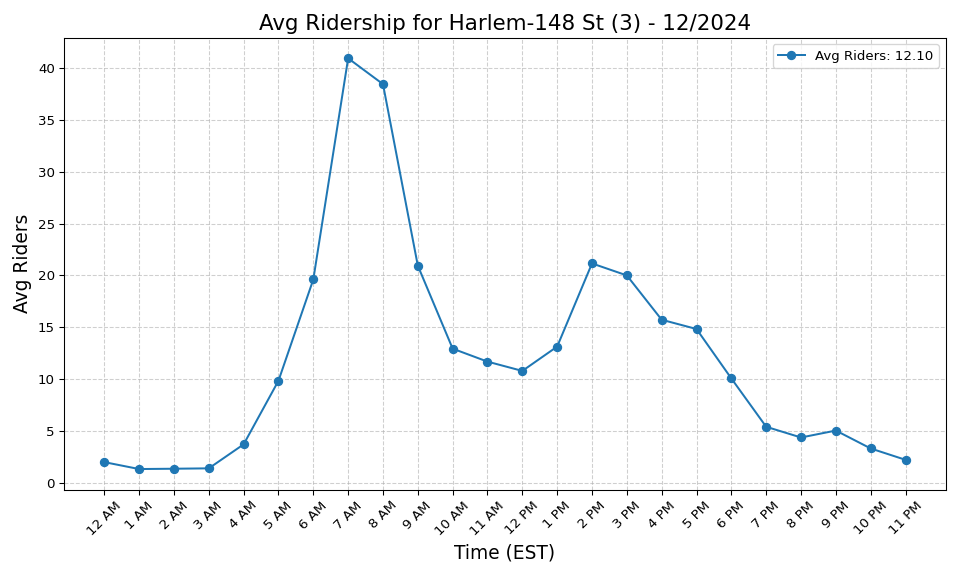 Avg Ridership for Harlem-148 St (3) - 12/2024
Avg Riders: 12.10
Avg Riders
40
35
30
25
20
15
10
5
0
12 AM
1 AM
2 AM
3 AM
4 AM
5 AM
6 AM
7 AM
8 AM
9 AM
10 AM
11 AM
12 PM
1 PM
2 PM
3 PM
4 PM
5 PM
6 PM
7 PM
8 PM
9 PM
10 PM
11 PM
Time (EST)